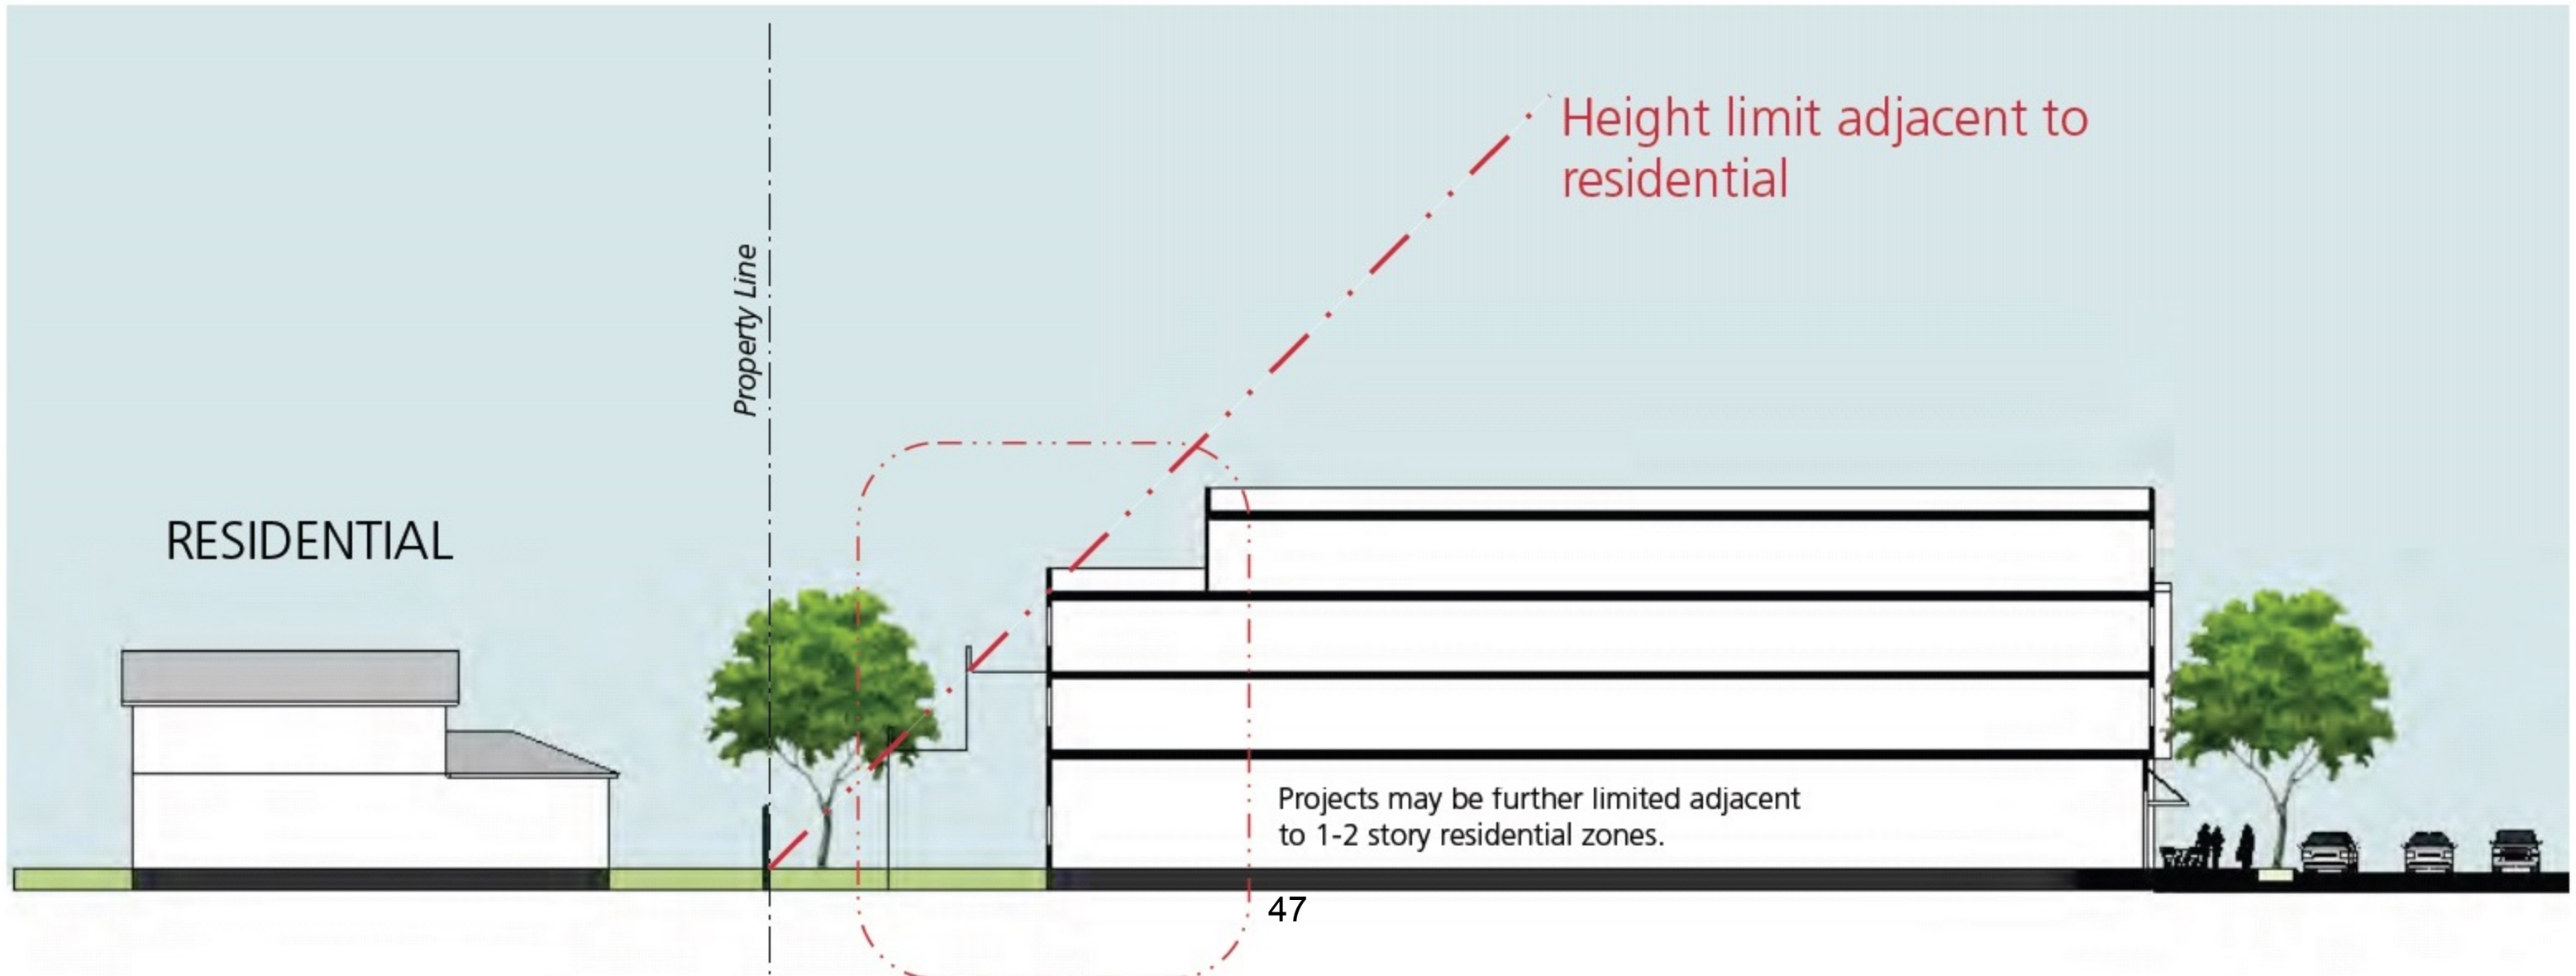 Height limit adjacent to
residential
Property Line
RESIDENTIAL
Projects may be further limited adjacent
to 1-2 story residential zones.
47